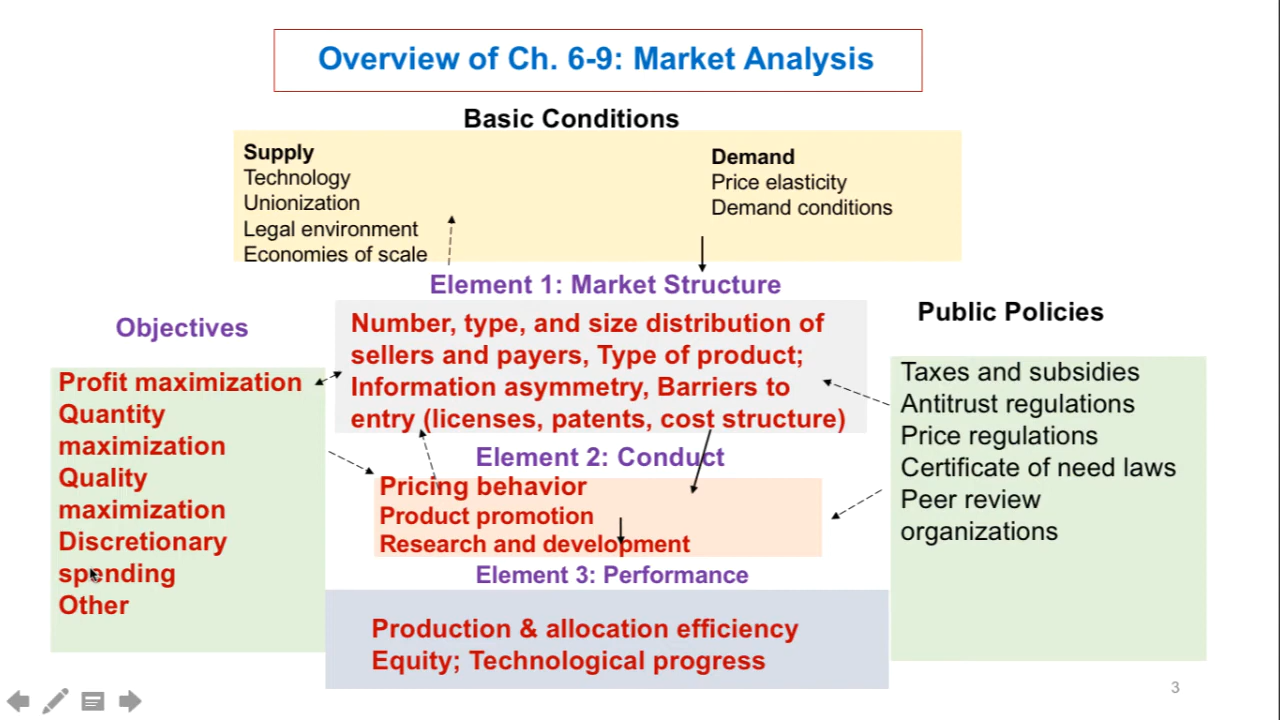 Overview of Ch. 6-9: Market Analysis
Basic Conditions
Supply
Technology
Unionization
Legal environment
Economies of scale
Demand
Price elasticity
Demand conditions
Element 1: Market Structure
Number, type, and size distribution of
sellers and payers, Type of product;
Information asymmetry, Barriers to
entry (licenses, patents, cost structure)
Objectives
Profit maximization
Quantity
maximization
Quality
maximization
Discretionary
spending
Other
Public Policies
Taxes and subsidies
Antitrust regulations
Price regulations
Certificate of need laws
Peer review
organizations
Element 2: Conduct
Pricing behavior
Product promotion
Research and development
Element 3: Performance
Production & allocation efficiency
Equity; Technological progress
3